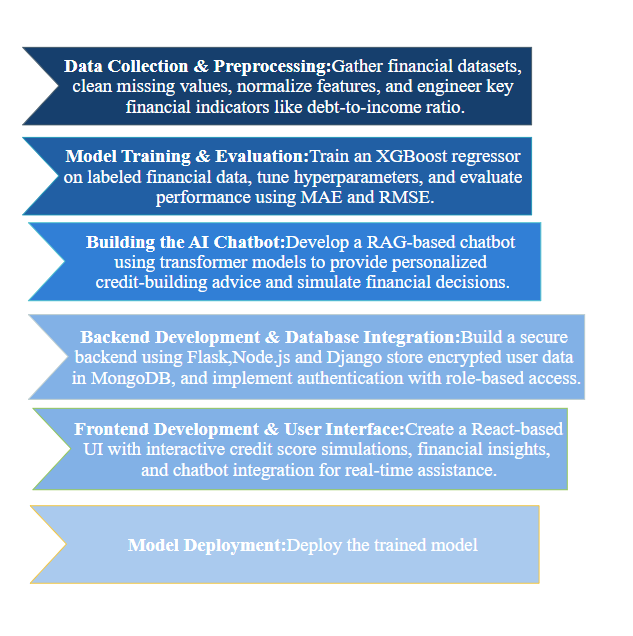 Data Collection & Preprocessing:Gather financial datasets,
clean missing values, normalize features, and engineer key
financial indicators like debt-to-income ratio.
Model Training & Evaluation:Train an XGBoost regressor
on labeled financial data, tune hyperparameters, and evaluate
performance using MAE and RMSE.
Building the AI Chatbot:Develop a RAG-based chatbot
using transformer models to provide personalized
credit-building advice and simulate financial decisions.
Backend Development & Database Integration:Build a secure
backend using Flask,Node.js and Django store encrypted user data
in MongoDB, and implement authentication with role-based access.
Frontend Development & User Interface:Create a React-based
UI with interactive credit score simulations, financial insights,
and chatbot integration for real-time assistance.
Model Deployment:Deploy the trained model